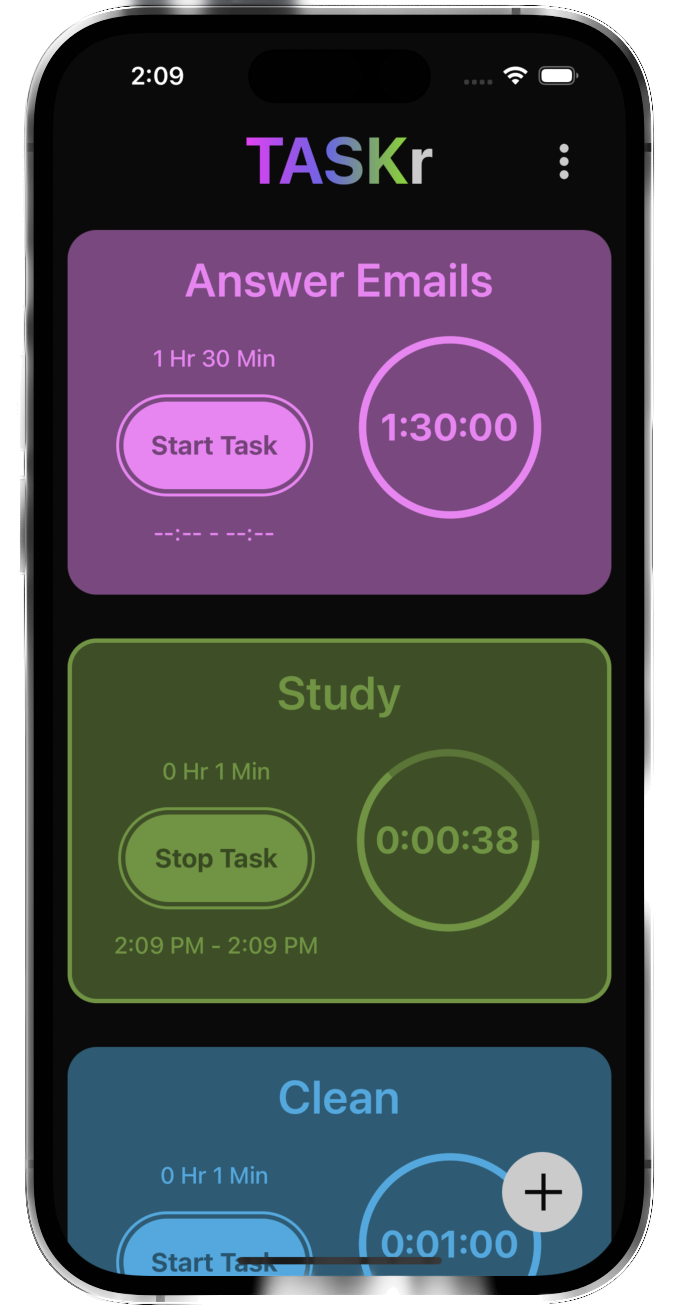 2:09
TASKr
Answer Emails
1 Hr 30 Min
Start Task
1:30:00
--:-- - --:--
Study
0 Hr 1 Min
Stop Task
0:00:38
2:09 PM - 2:09 PM
Clean
0 Hr 1 Min
Start Task
0:01:00